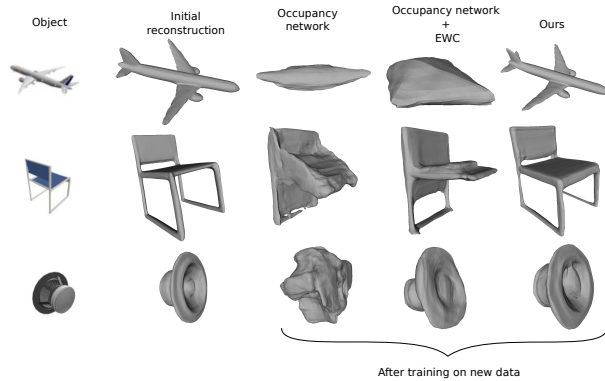 Object
Initial
reconstruction
Occupancy
network
Occupancy network
+
EWC
Ours
After training on new data